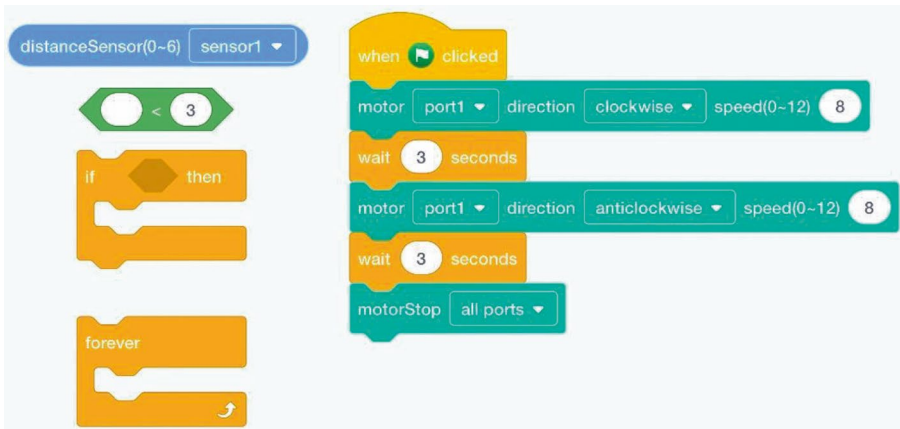 distanceSensor(0~6) sensor1
< 3
if then
forever
when clicked
motor port1 direction clockwise speed(0~12) 8
wait 3 seconds
motor port1 direction anticlockwise speed(0~12) 8
wait 3 seconds
motorStop all ports